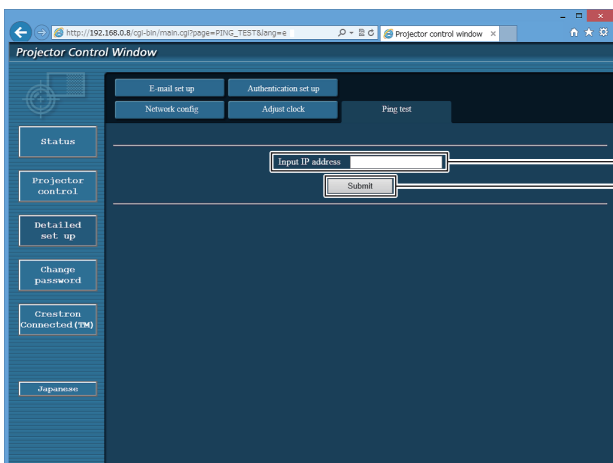 http://192.168.0.8/cgi-bin/main.cgi?page=PING_TEST&lang=e
Projector control window
Projector Control Window
E-mail set up
Authentication set up
Network config
Adjust clock
Ping test
Status
Input IP address
Submit
Projector
control
Detailed
set up
Change
password
Crestron
Connected(TM)
Japanese